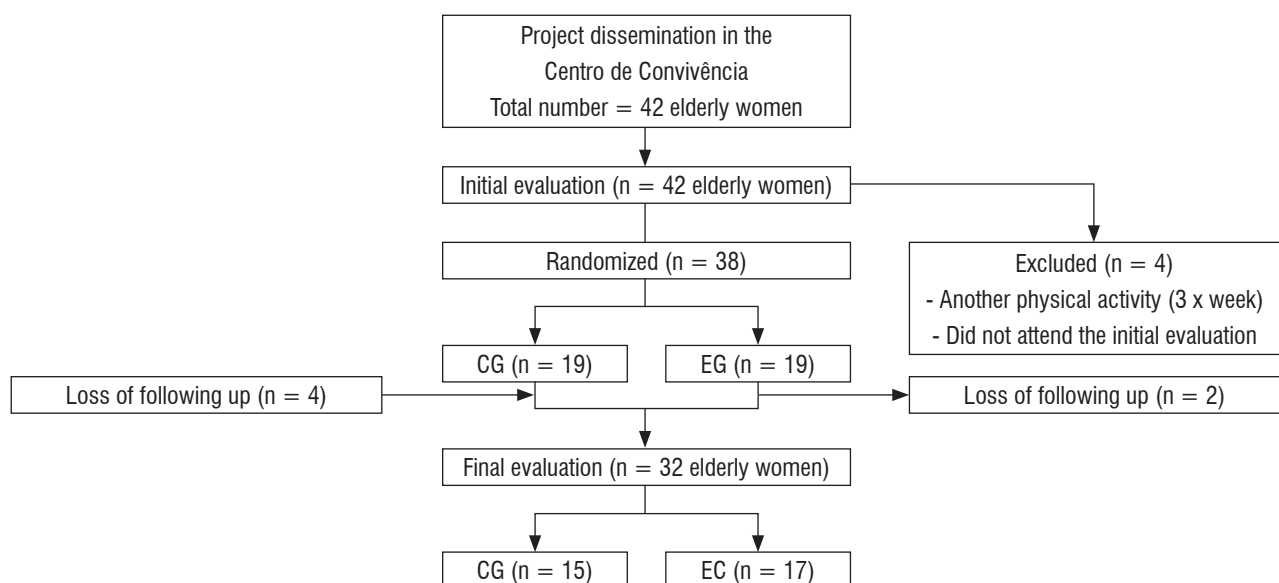 Project dissemination in the
Centro de Convivência
Total number = 42 elderly women
Initial evaluation (n = 42 elderly women)
Randomized (n = 38)
Excluded (n = 4)
- Another physical activity (3 x week)
- Did not attend the initial evaluation
CG (n = 19)
EG (n = 19)
Loss of following up (n = 4)
Loss of following up (n = 2)
Final evaluation (n = 32 elderly women)
CG (n = 15)
EC (n = 17)